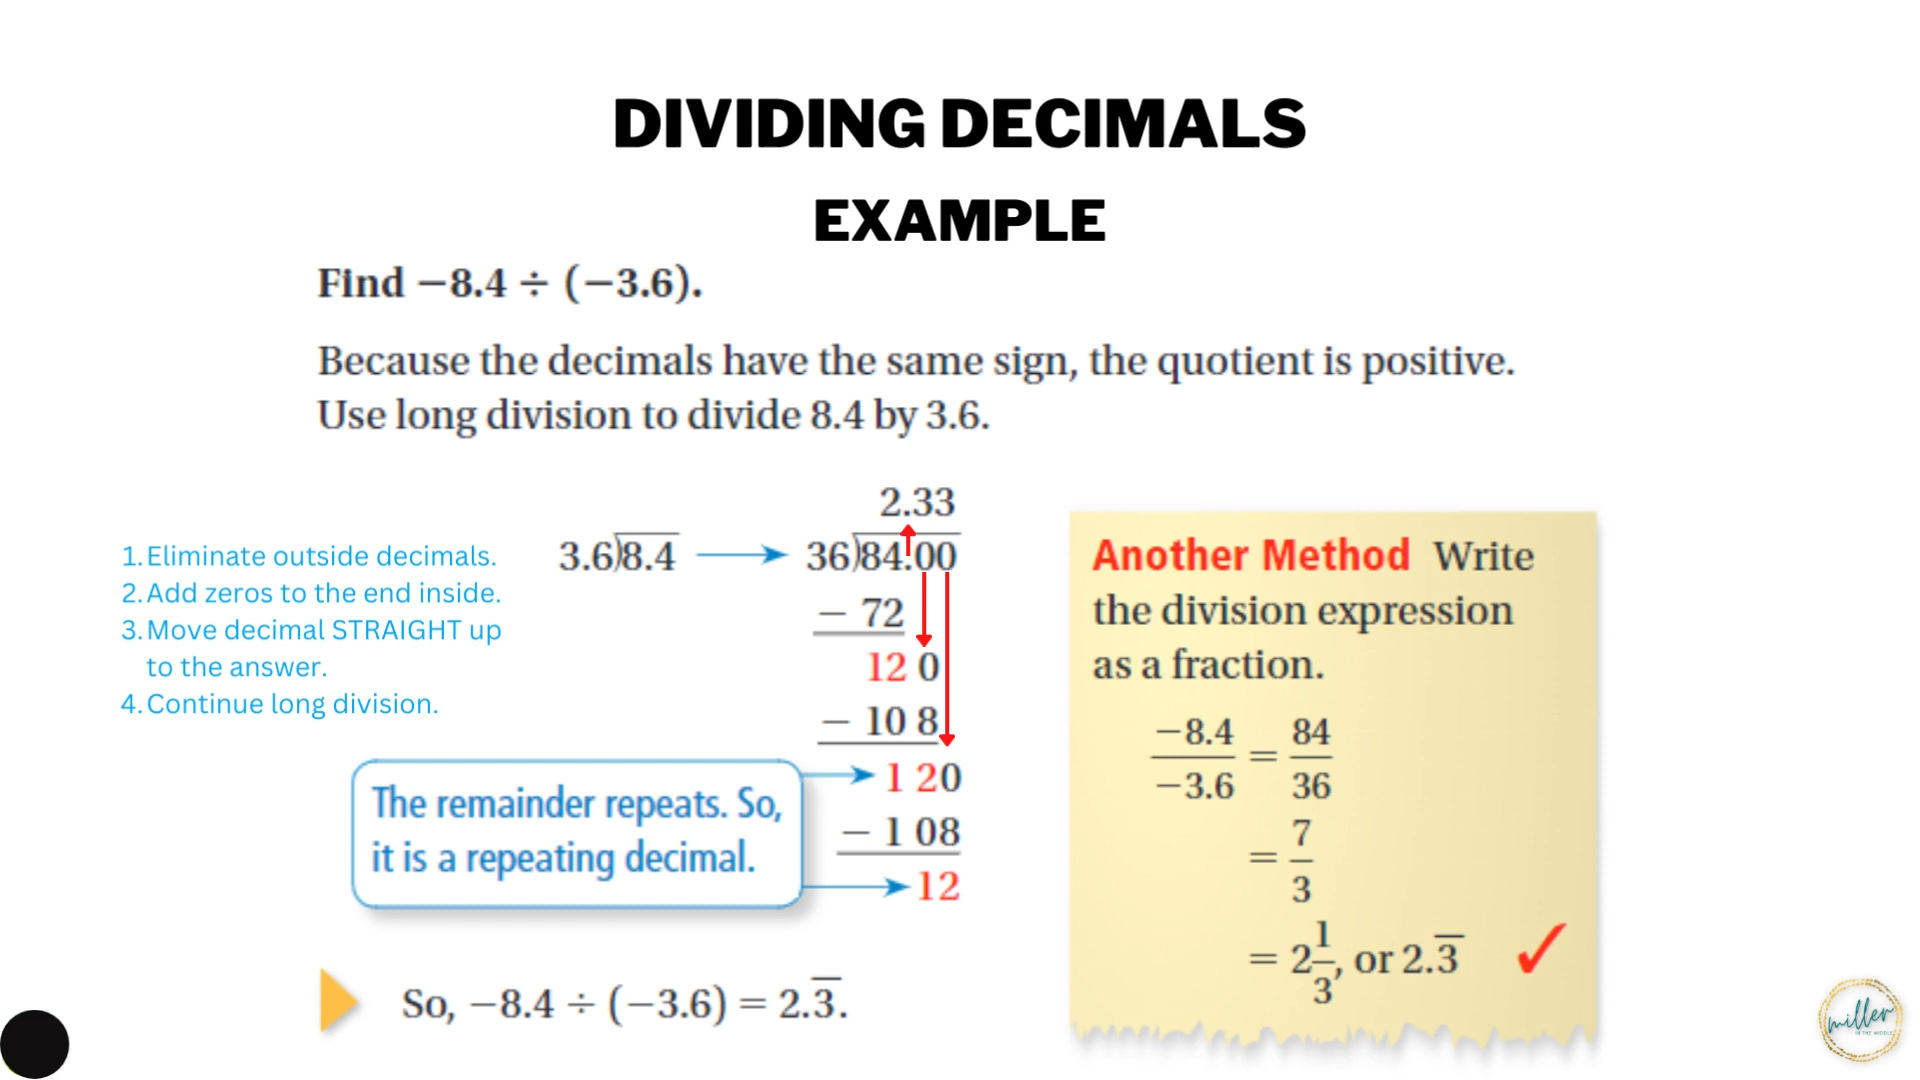 DIVIDING DECIMALS
EXAMPLE
Find −8.4 ÷ (−3.6).
Because the decimals have the same sign, the quotient is positive.
Use long division to divide 8.4 by 3.6.
1. Eliminate outside decimals.
2. Add zeros to the end inside.
3. Move decimal STRAIGHT up
to the answer.
4. Continue long division.
2.33
3.6)8.4 → 36)84.00
− 72
12 0
− 10 8
1 20
− 1 08
12
The remainder repeats. So,
it is a repeating decimal.
So, −8.4 ÷ (−3.6) = 2.3̅.
Another Method Write
the division expression
as a fraction.
−8.4/−3.6 = 84/36
= 7/3
= 2 1/3, or 2.3̅ ✓
miller
IN THE MIDDLE